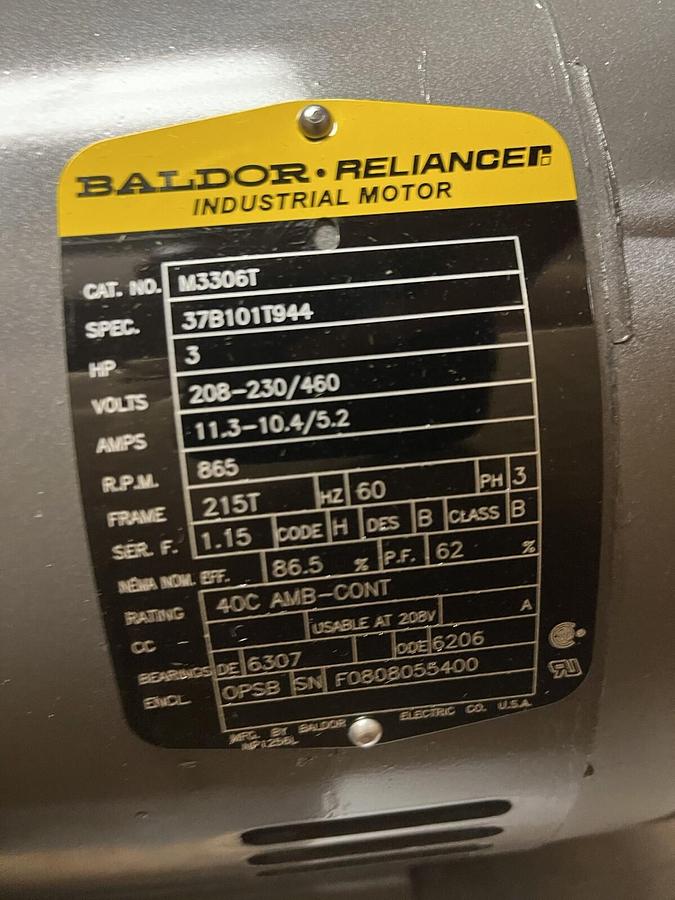 BALDOR • RELIANCER
INDUSTRIAL MOTOR
CAT. NO. M3306T
SPEC. 37B101T944
HP 3
VOLTS 208-230/460
AMPS 11.3-10.4/5.2
R.P.M. 865
FRAME 215T HZ 60 PH 3
SER. F. 1.15 CODE H DES B CLASS B
NEMA NOM. EFF. 86.5 % P.F. 62 %
RATING 40C AMB-CONT
CC USABLE AT 208V A
BEARINGS DE 6307 ODE 6206
ENCL. OPSB SN F0808055400
MFG. BY BALDOR ELECTRIC CO. U.S.A.
NP1256L